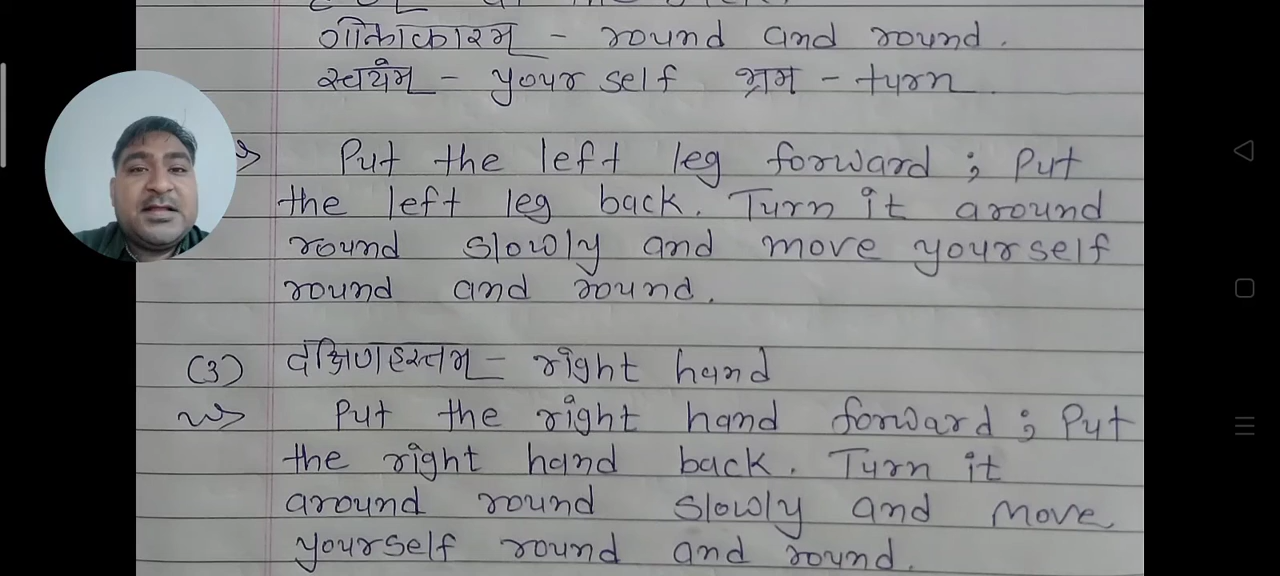 गोलाकारम् - round and round.
स्वयंम् - your self भ्रम - turn.
Put the left leg forward ; Put
the left leg back. Turn it around
round slowly and move yourself
round and round.
(3) दक्षिणहस्तम् - right hand
Put the right hand forward ; Put
the right hand back. Turn it
around round slowly and move
yourself round and round.